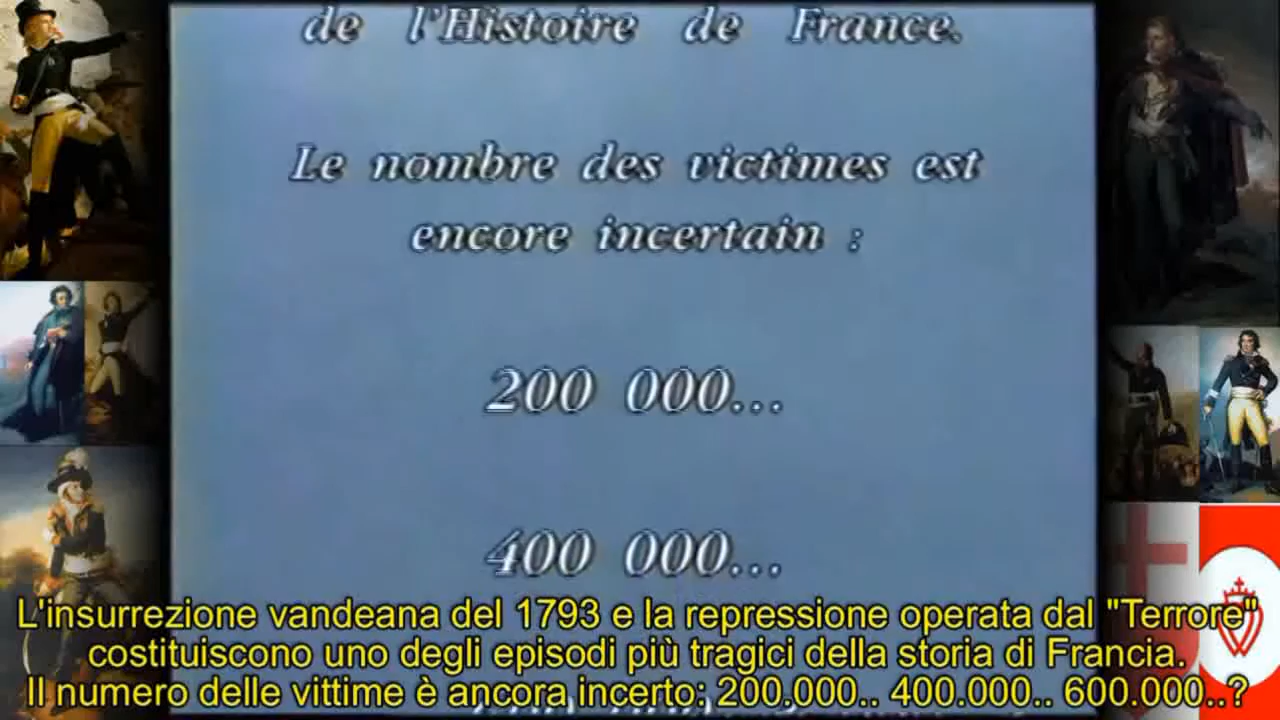 de l'Histoire de France.
Le nombre des victimes est
encore incertain :
200 000...
400 000...
L'insurrezione vandeana del 1793 e la repressione operata dal "Terrore"
costituiscono uno degli episodi più tragici della storia di Francia.
Il numero delle vittime è ancora incerto: 200.000.. 400.000.. 600.000..?